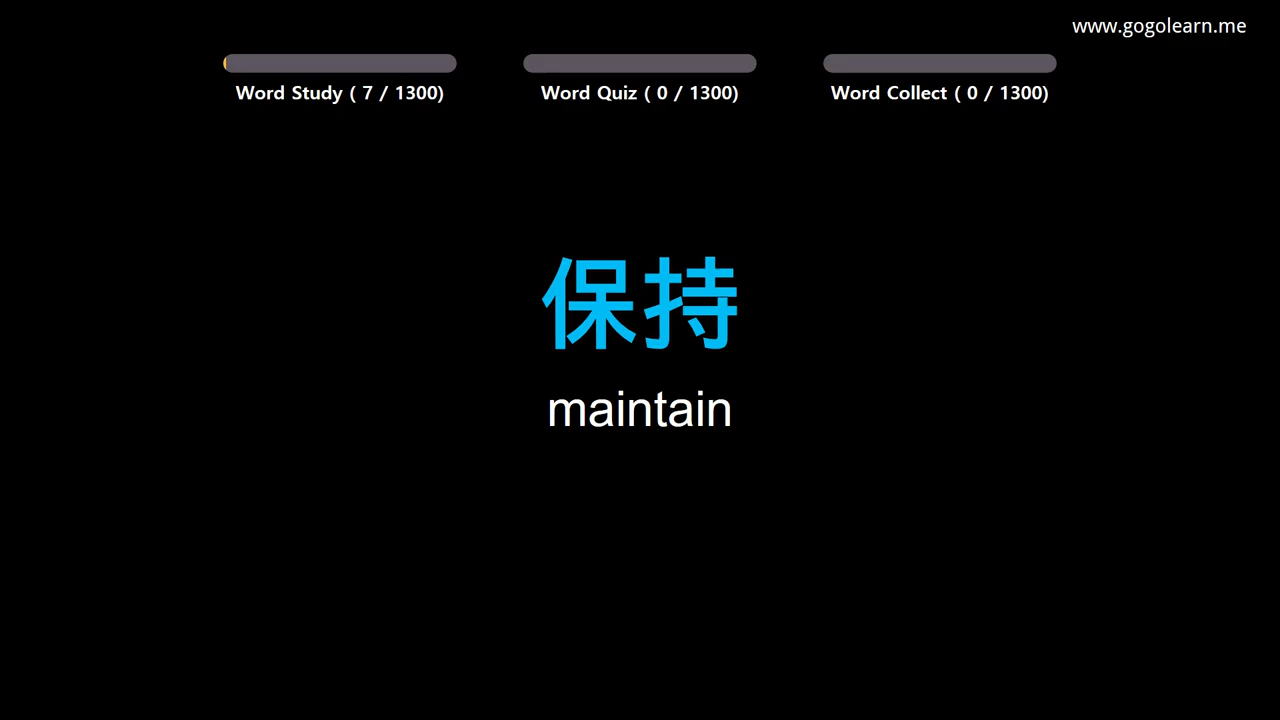 www.gogolearn.me
Word Study ( 7 / 1300)
Word Quiz ( 0 / 1300)
Word Collect ( 0 / 1300)
保持
maintain